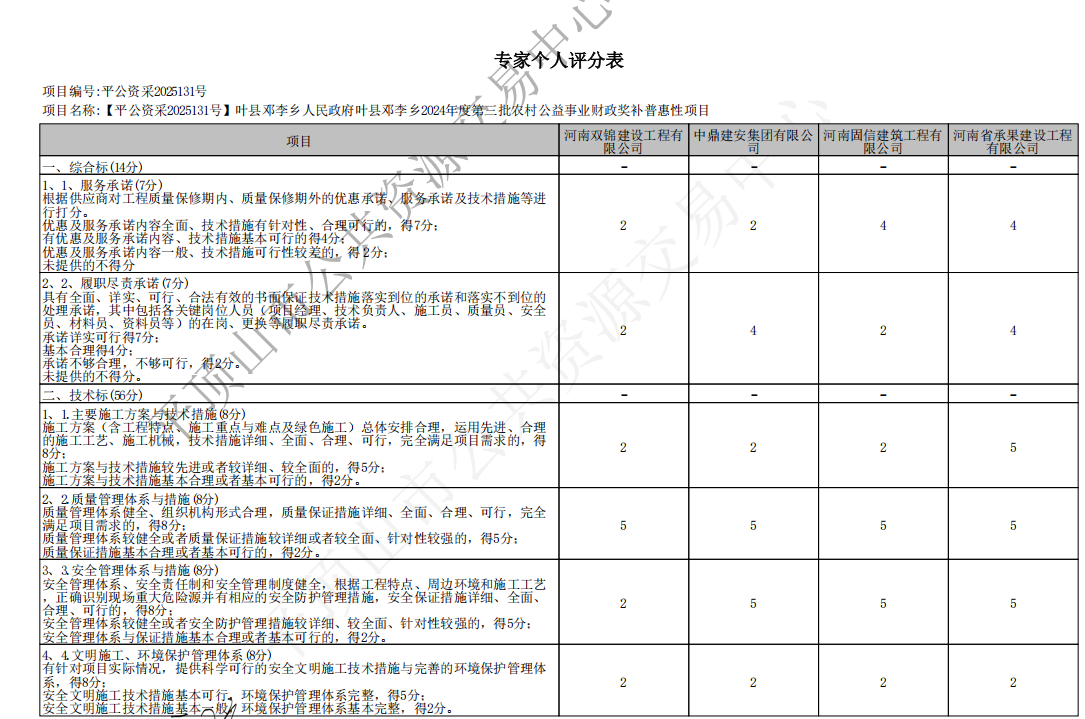 专家个人评分表
项目编号:平公资采2025131号
项目名称:【平公资采2025131号】叶县邓李乡人民政府叶县邓李乡2024年度第三批农村公益事业财政奖补普惠性项目
项目 河南双锦建设工程有限公司 中鼎建安集团有限公司 河南固信建筑工程有限公司 河南省承果建设工程有限公司
一、综合标(14分) - - - -
1、1、服务承诺(7分)
根据供应商对工程质量保修期内、质量保修期外的优惠承诺、服务承诺及技术措施等进
行打分。
优惠及服务承诺内容全面、技术措施有针对性、合理可行的，得7分；
有优惠及服务承诺内容、技术措施基本可行的得4分；
优惠及服务承诺内容一般、技术措施可行性较差的，得 2分；
未提供的不得分
2 2 4 4
2、2、履职尽责承诺(7分)
具有全面、详实、可行、合法有效的书面保证技术措施落实到位的承诺和落实不到位的
处理承诺，其中包括各关键岗位人员（项目经理、技术负责人、施工员、质量员、安全
员、材料员、资料员等）的在岗、更换等履职尽责承诺。
承诺详实可行得7分；
基本合理得4分；
承诺不够合理，不够可行，得2分。
未提供的不得分。
2 4 2 4
二、技术标(56分) - - - -
1、1.主要施工方案与技术措施(8分)
施工方案（含工程特点、施工重点与难点及绿色施工）总体安排合理，运用先进、合理
的施工工艺、施工机械，技术措施详细、全面、合理、可行，完全满足项目需求的，得
8分；
施工方案与技术措施较先进或者较详细、较全面的，得5分；
施工方案与技术措施基本合理或者基本可行的，得2分。
2 2 2 5
2、2.质量管理体系与措施(8分)
质量管理体系健全、组织机构形式合理，质量保证措施详细、全面、合理、可行，完全
满足项目需求的，得8分；
质量管理体系较健全或者质量保证措施较详细或者较全面、针对性较强的，得5分；
质量保证措施基本合理或者基本可行的，得2分。
5 5 5 5
3、3.安全管理体系与措施(8分)
安全管理体系、安全责任制和安全管理制度健全，根据工程特点、周边环境和施工工艺
，正确识别现场重大危险源并有相应的安全防护管理措施，安全保证措施详细、全面、
合理、可行的，得8分；
安全管理体系较健全或者安全防护管理措施较详细、较全面、针对性较强的，得5分；
安全管理体系与保证措施基本合理或者基本可行的，得2分。
2 5 5 5
4、4.文明施工、环境保护管理体系(8分)
有针对项目实际情况，提供科学可行的安全文明施工技术措施与完善的环境保护管理体
系，得8分；
安全文明施工技术措施基本可行，环境保护管理体系完整，得5分；
安全文明施工技术措施基本一般，环境保护管理体系基本完整，得2分。
2 2 2 2
平顶山市公共资源交易中心
平顶山市公共资源交易中心